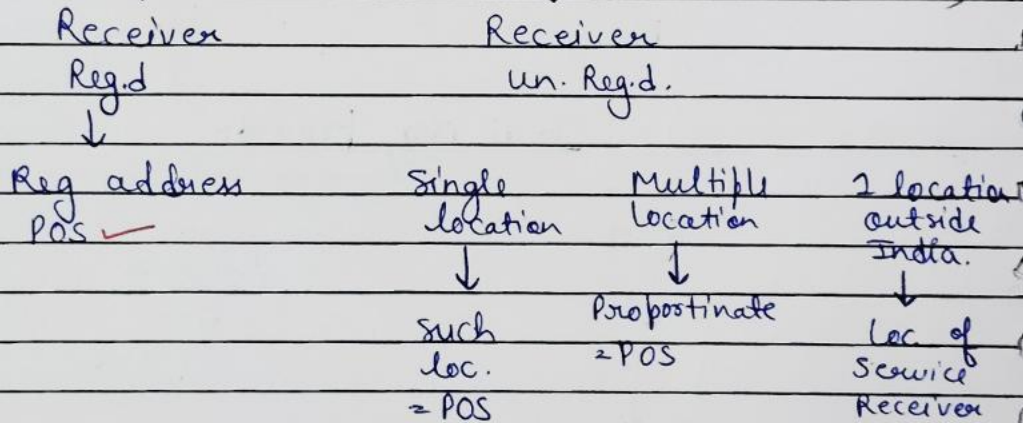 Receiver Receiver
Reg.d un. Reg.d.
Reg address Single Multiple 1 location
POS location Location outside
India.
such Proportinate Loc of
loc. = POS Service
= POS Receiver